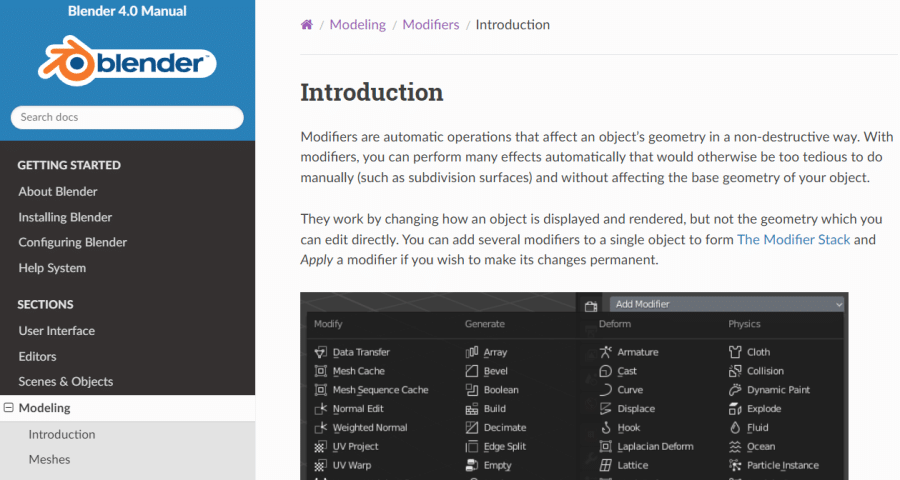 Blender 4.0 Manual
blender™
Search docs
GETTING STARTED
About Blender
Installing Blender
Configuring Blender
Help System
SECTIONS
User Interface
Editors
Scenes & Objects
Modeling
Introduction
Meshes
/ Modeling / Modifiers / Introduction
Introduction
Modifiers are automatic operations that affect an object's geometry in a non-destructive way. With
modifiers, you can perform many effects automatically that would otherwise be too tedious to do
manually (such as subdivision surfaces) and without affecting the base geometry of your object.
They work by changing how an object is displayed and rendered, but not the geometry which you
can edit directly. You can add several modifiers to a single object to form The Modifier Stack and
Apply a modifier if you wish to make its changes permanent.
Add Modifier
Modify Generate Deform Physics
Data Transfer Array Armature Cloth
Mesh Cache Bevel Cast Collision
Mesh Sequence Cache Boolean Curve Dynamic Paint
Normal Edit Build Displace Explode
Weighted Normal Decimate Hook Fluid
UV Project Edge Split Laplacian Deform Ocean
UV Warp Empty Lattice Particle Instance